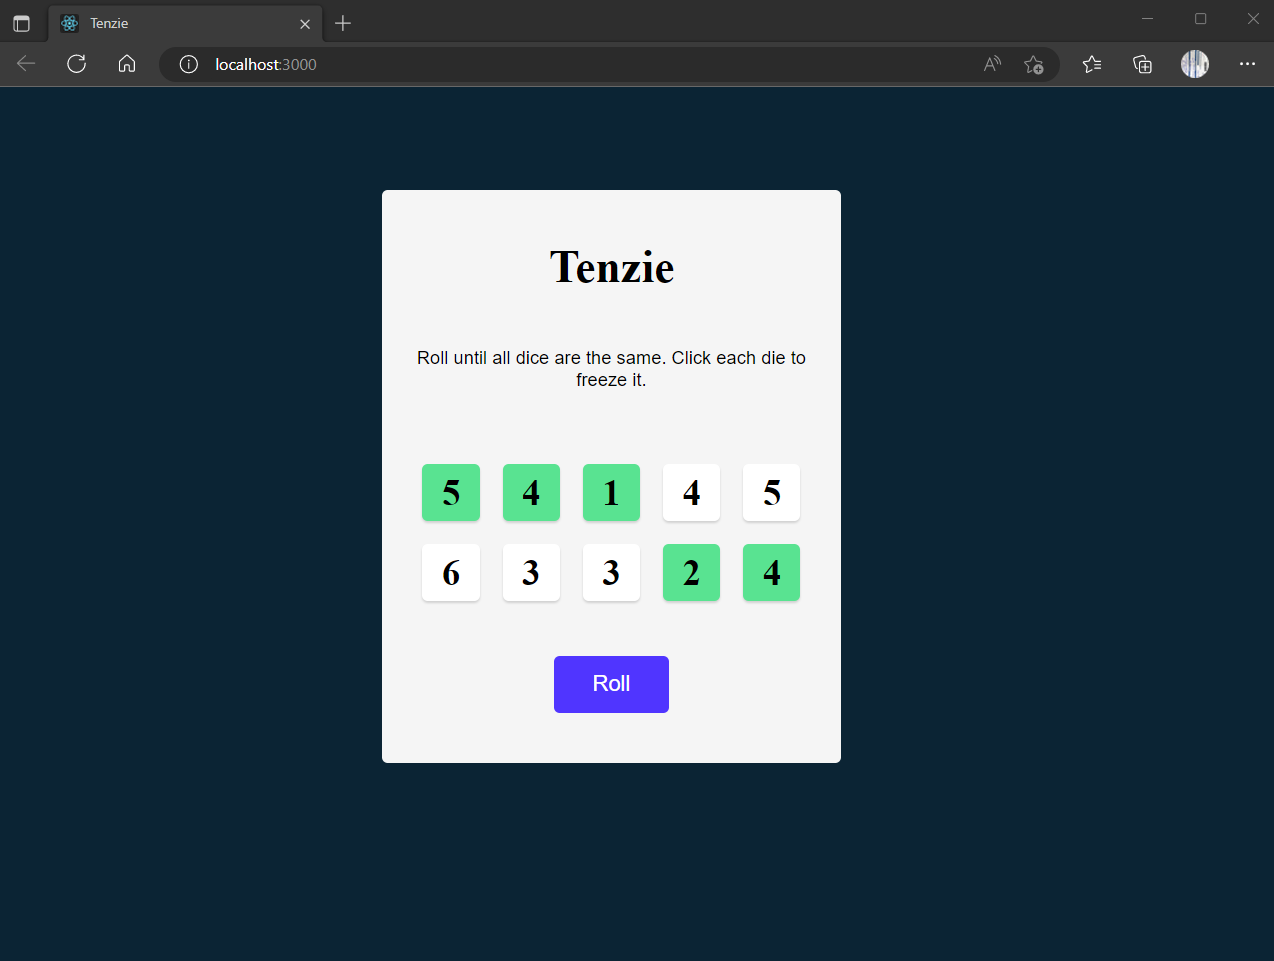 Tenzie
localhost:3000
Tenzie
Roll until all dice are the same. Click each die to
freeze it.
5 4 1 4 5
6 3 3 2 4
Roll